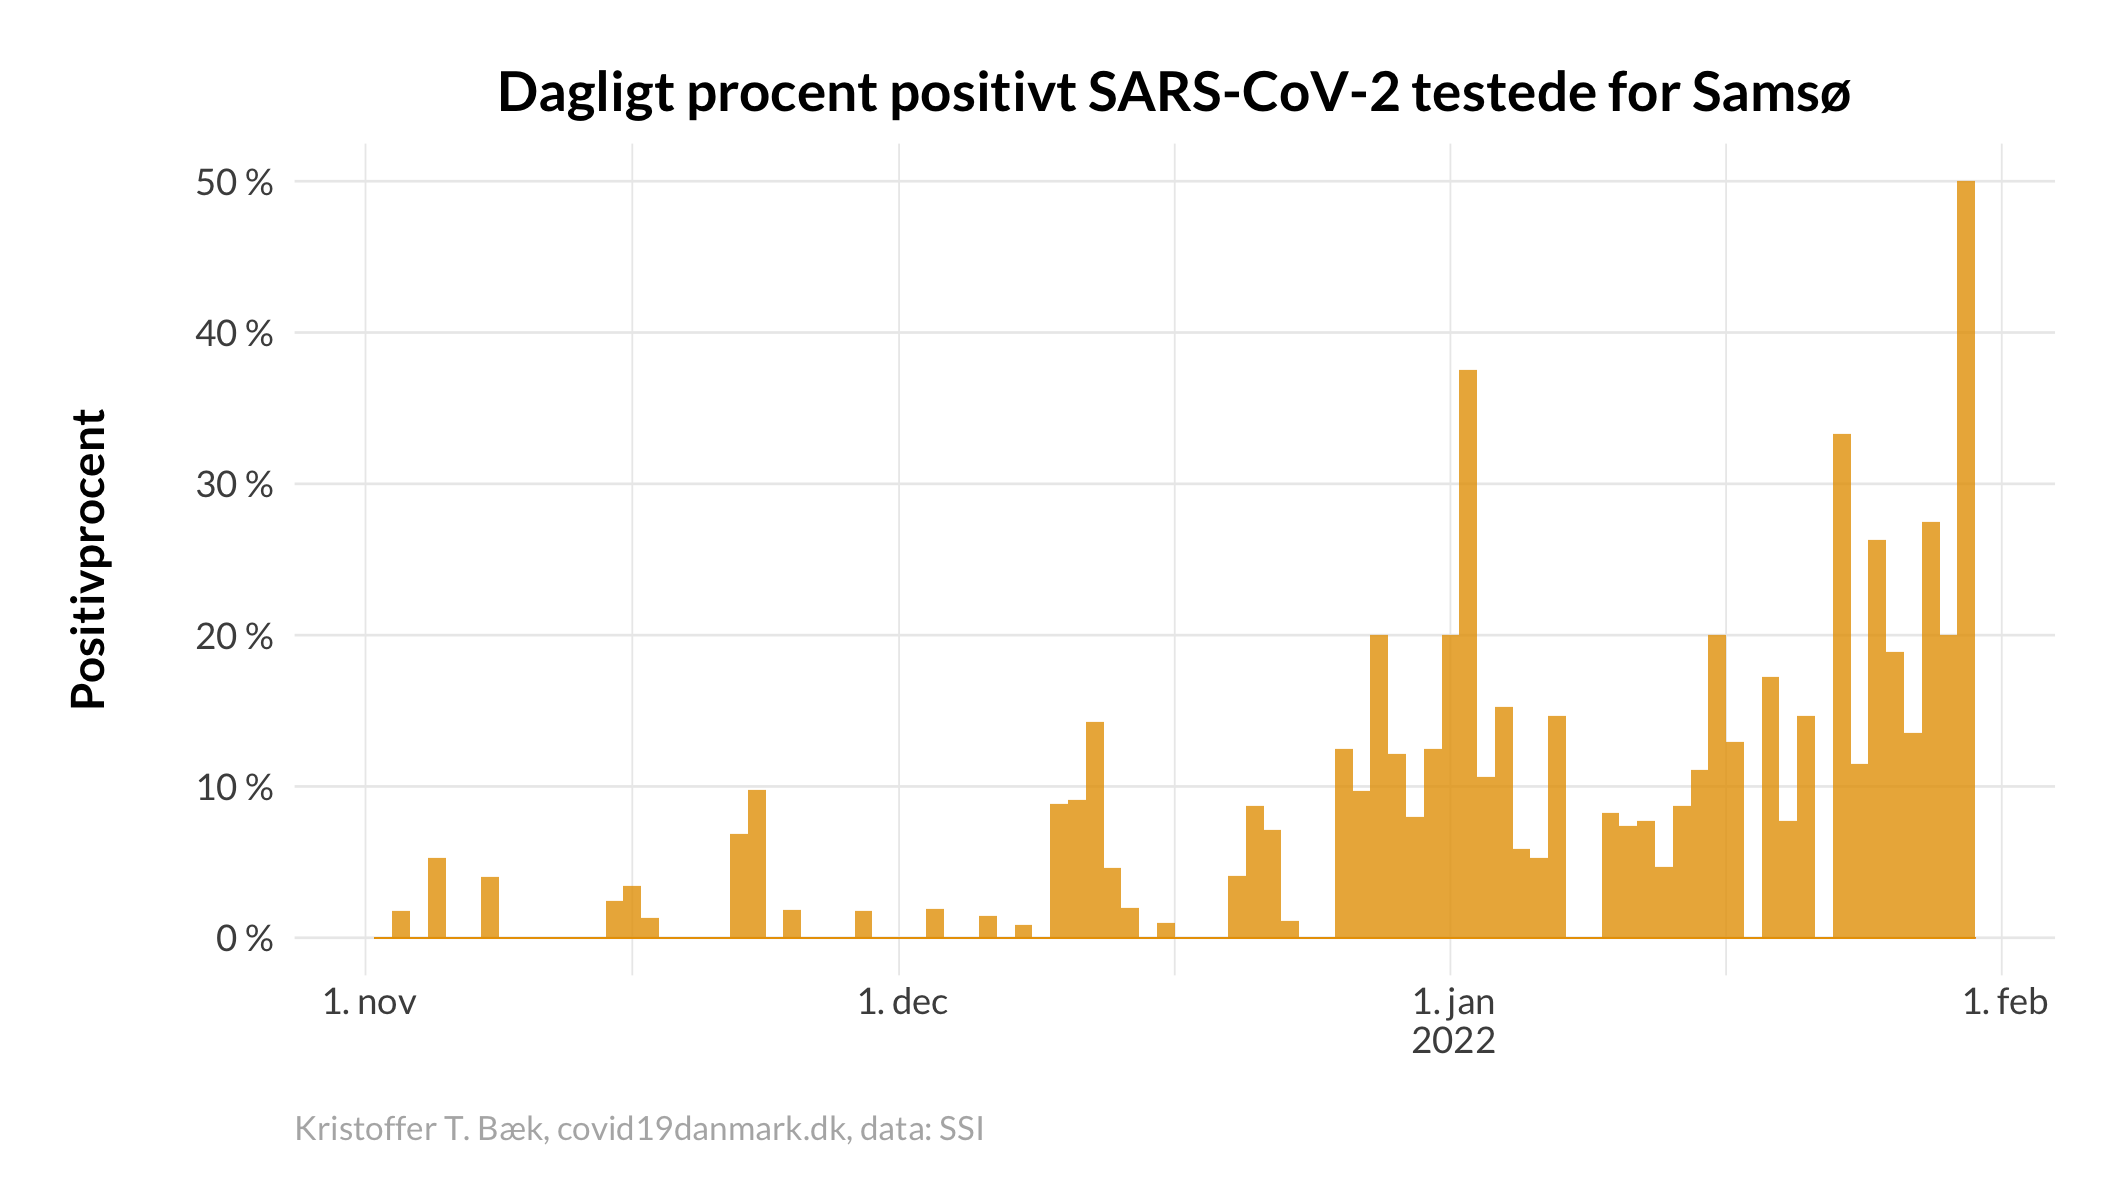 Dagligt procent positivt SARS-CoV-2 testede for Samsø
Positivprocent
50 %
40 %
30 %
20 %
10 %
0 %
1. nov
1. dec
1. jan
2022
1. feb
Kristoffer T. Bæk, covid19danmark.dk, data: SSI